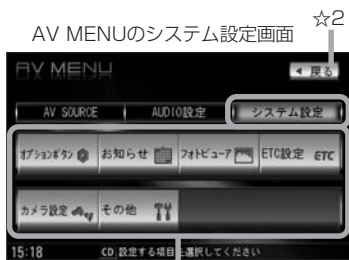 ☆2
AV MENUのシステム設定画面
AV MENU
◀ 戻る
AV SOURCE AUDIO設定 システム設定
オプションボタン お知らせ フォトビューア ETC設定 ETC
カメラ設定 その他
15:18 CD 設定する項目を選択してください